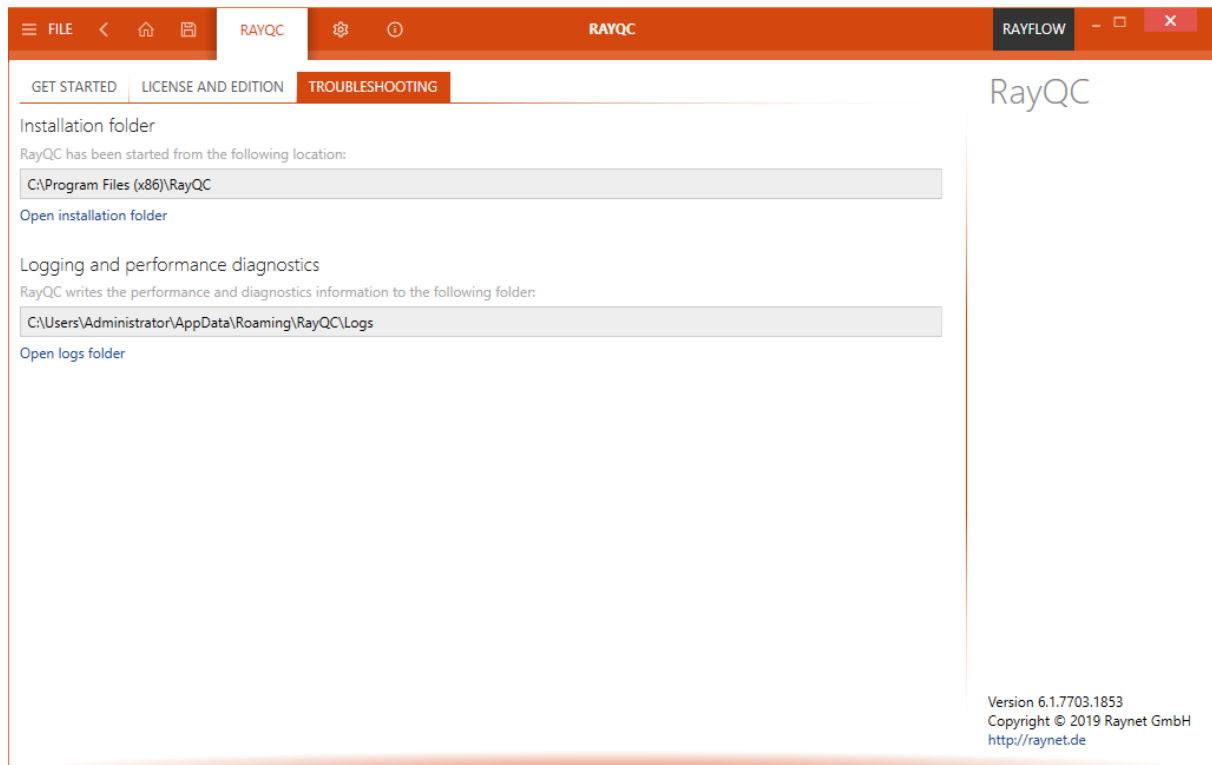 FILE
RAYQC
RAYQC
RAYFLOW
GET STARTED
LICENSE AND EDITION
TROUBLESHOOTING
RayQC
Installation folder
RayQC has been started from the following location:
C:\Program Files (x86)\RayQC
Open installation folder
Logging and performance diagnostics
RayQC writes the performance and diagnostics information to the following folder:
C:\Users\Administrator\AppData\Roaming\RayQC\Logs
Open logs folder
Version 6.1.7703.1853
Copyright © 2019 Raynet GmbH
http://raynet.de